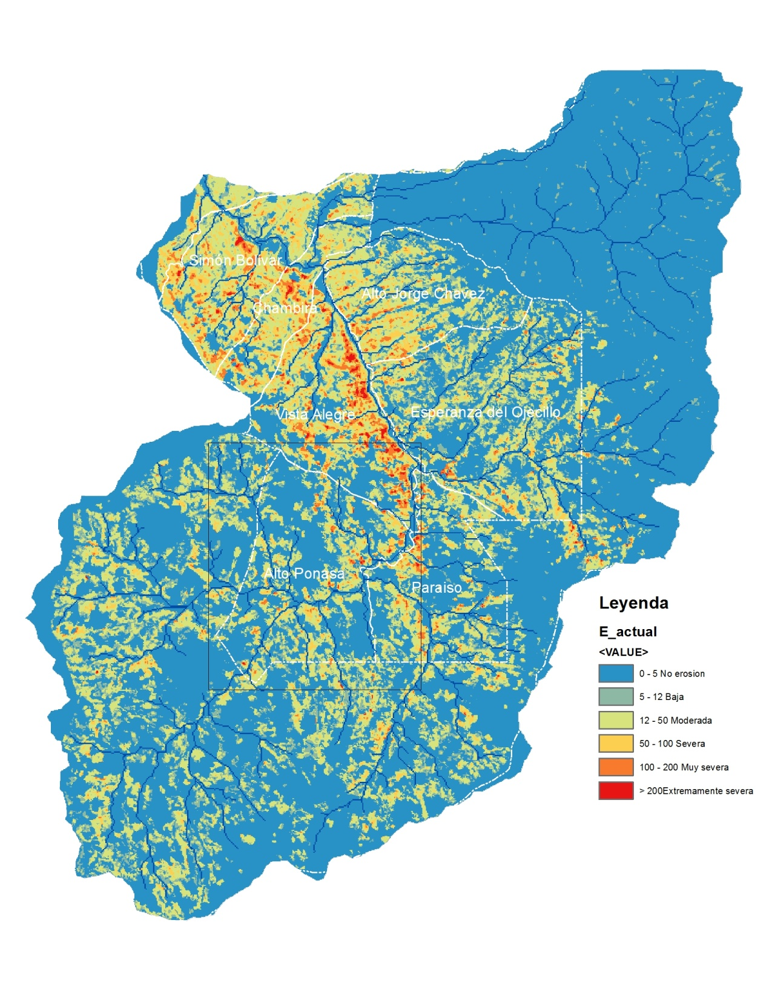 Simón Bolívar
Chambira
Alto Jorge Chavez
Vista Alegre
Esperanza del Ojecillo
Alto Ponasa
Paraiso
Leyenda
E_actual
<VALUE>
0 - 5 No erosion
5 - 12 Baja
12 - 50 Moderada
50 - 100 Severa
100 - 200 Muy severa
> 200Extremamente severa